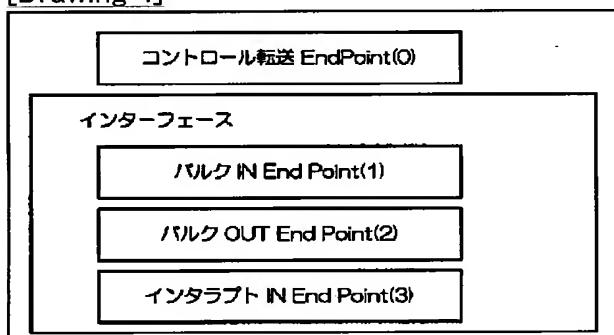 [Drawing 4]
コントロール転送 EndPoint(0)
インターフェース
バルク IN End Point(1)
バルク OUT End Point(2)
インタラプト IN End Point(3)